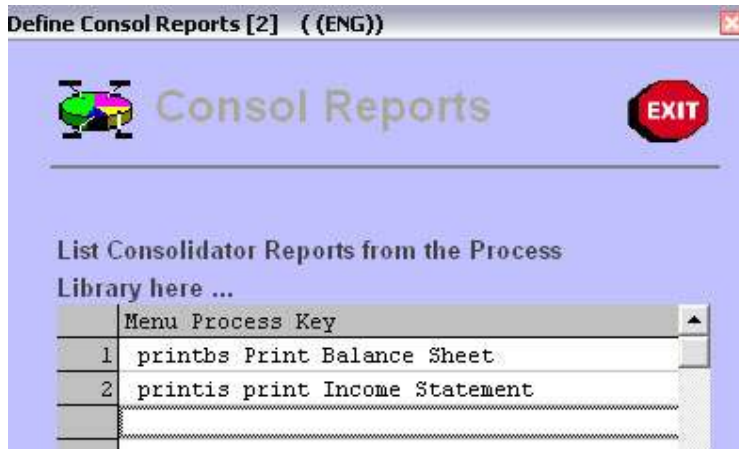 Define Consol Reports [2] ( (ENG))
Consol Reports
EXIT
List Consolidator Reports from the Process
Library here ...
Menu Process Key
1 printbs Print Balance Sheet
2 printis print Income Statement